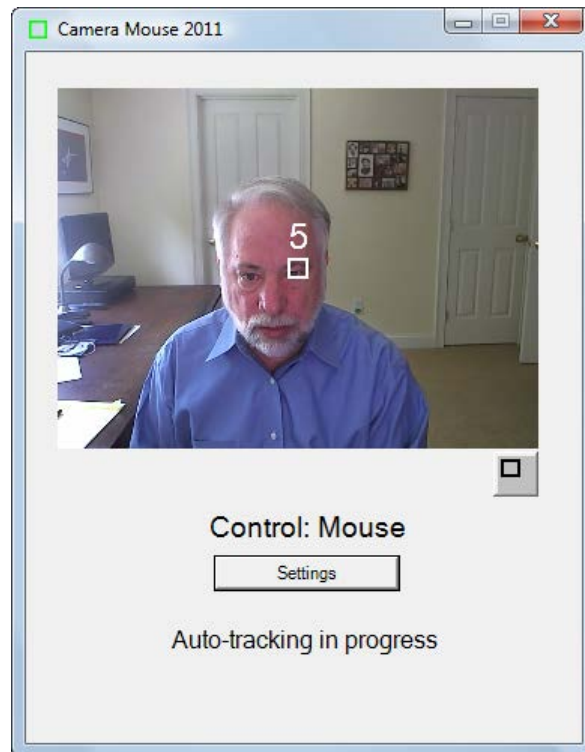 Camera Mouse 2011
5
Control: Mouse
Settings
Auto-tracking in progress